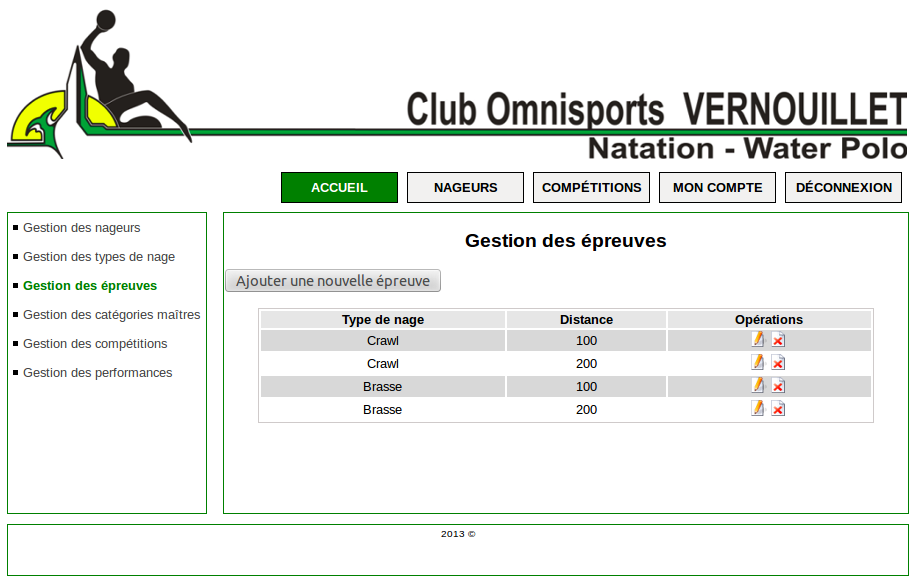 Club Omnisports VERNOUILLET
Natation - Water Polo
ACCUEIL NAGEURS COMPÉTITIONS MON COMPTE DÉCONNEXION
Gestion des nageurs
Gestion des types de nage
Gestion des épreuves
Gestion des catégories maîtres
Gestion des compétitions
Gestion des performances
Gestion des épreuves
Ajouter une nouvelle épreuve
Type de nage Distance Opérations
Crawl 100
Crawl 200
Brasse 100
Brasse 200
2013 ©